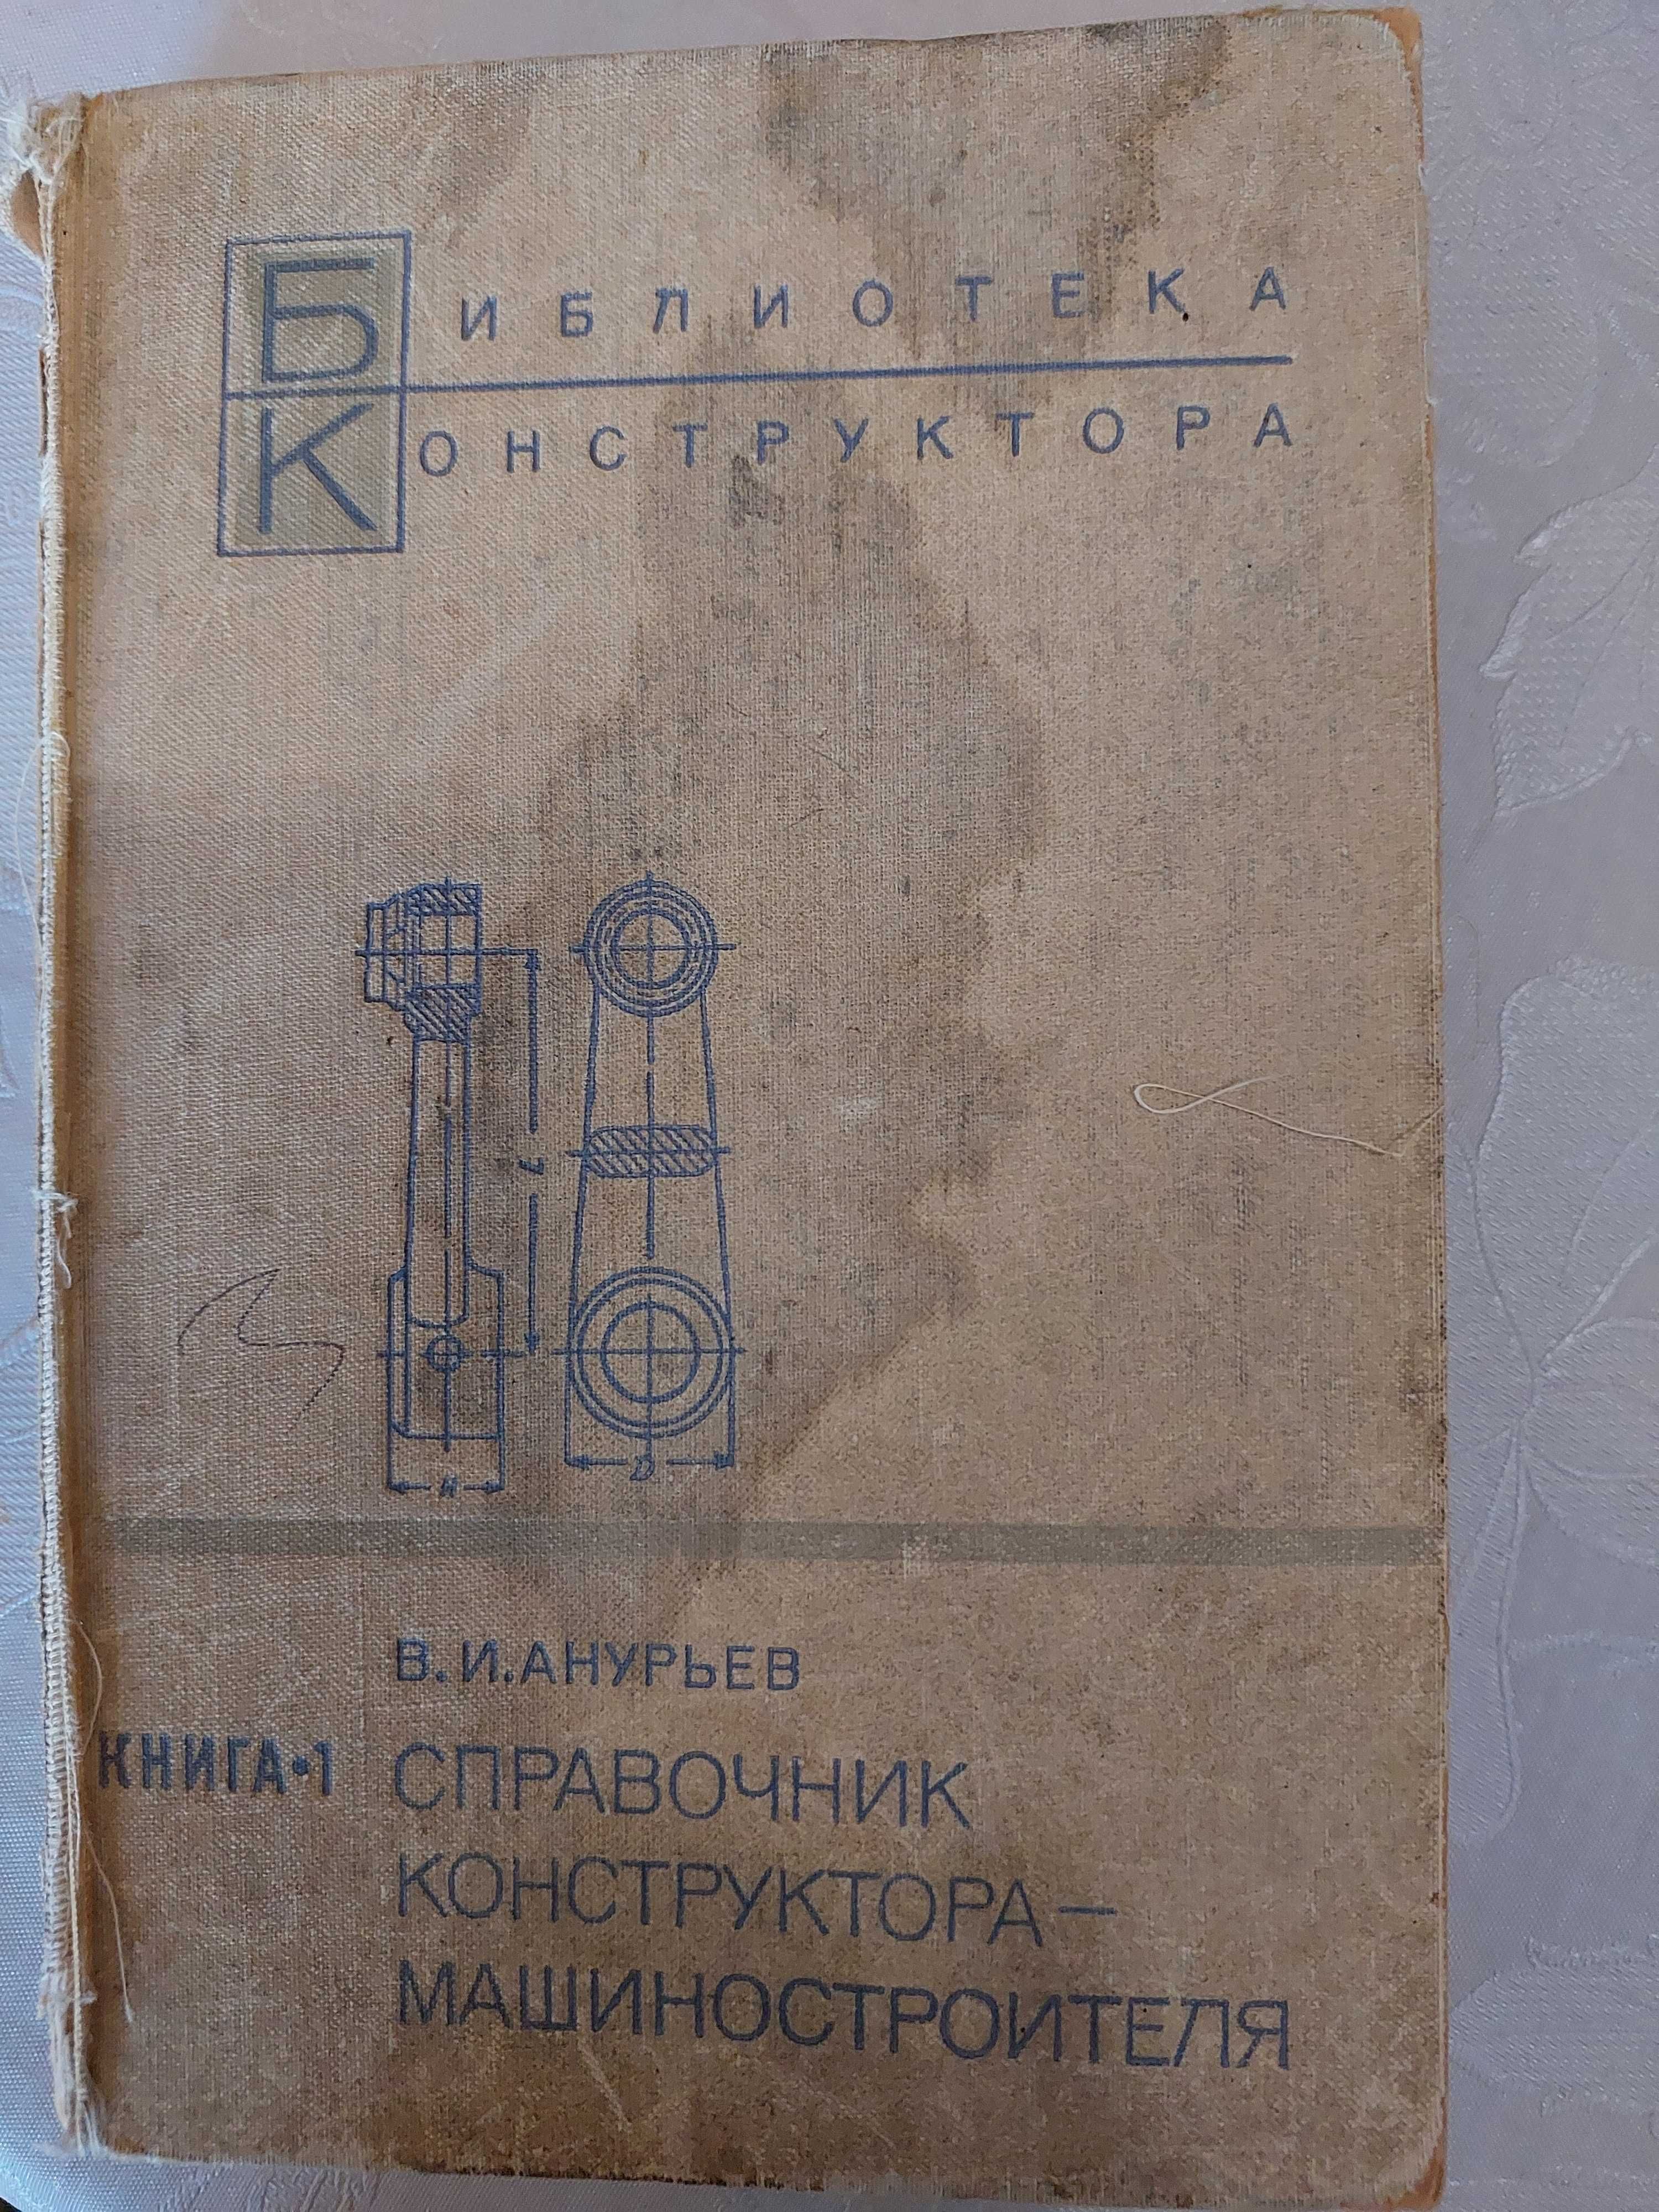 БИБЛИОТЕКА
КОНСТРУКТОРА
L
H
D
В.И.АНУРЬЕВ
КНИГА•1
СПРАВОЧНИК
КОНСТРУКТОРА—
МАШИНОСТРОИТЕЛЯ